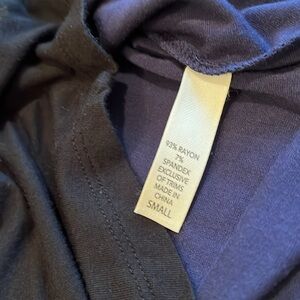 93% RAYON
7%
SPANDEX
EXCLUSIVE
OF TRIMS
MADE IN
CHINA
SMALL